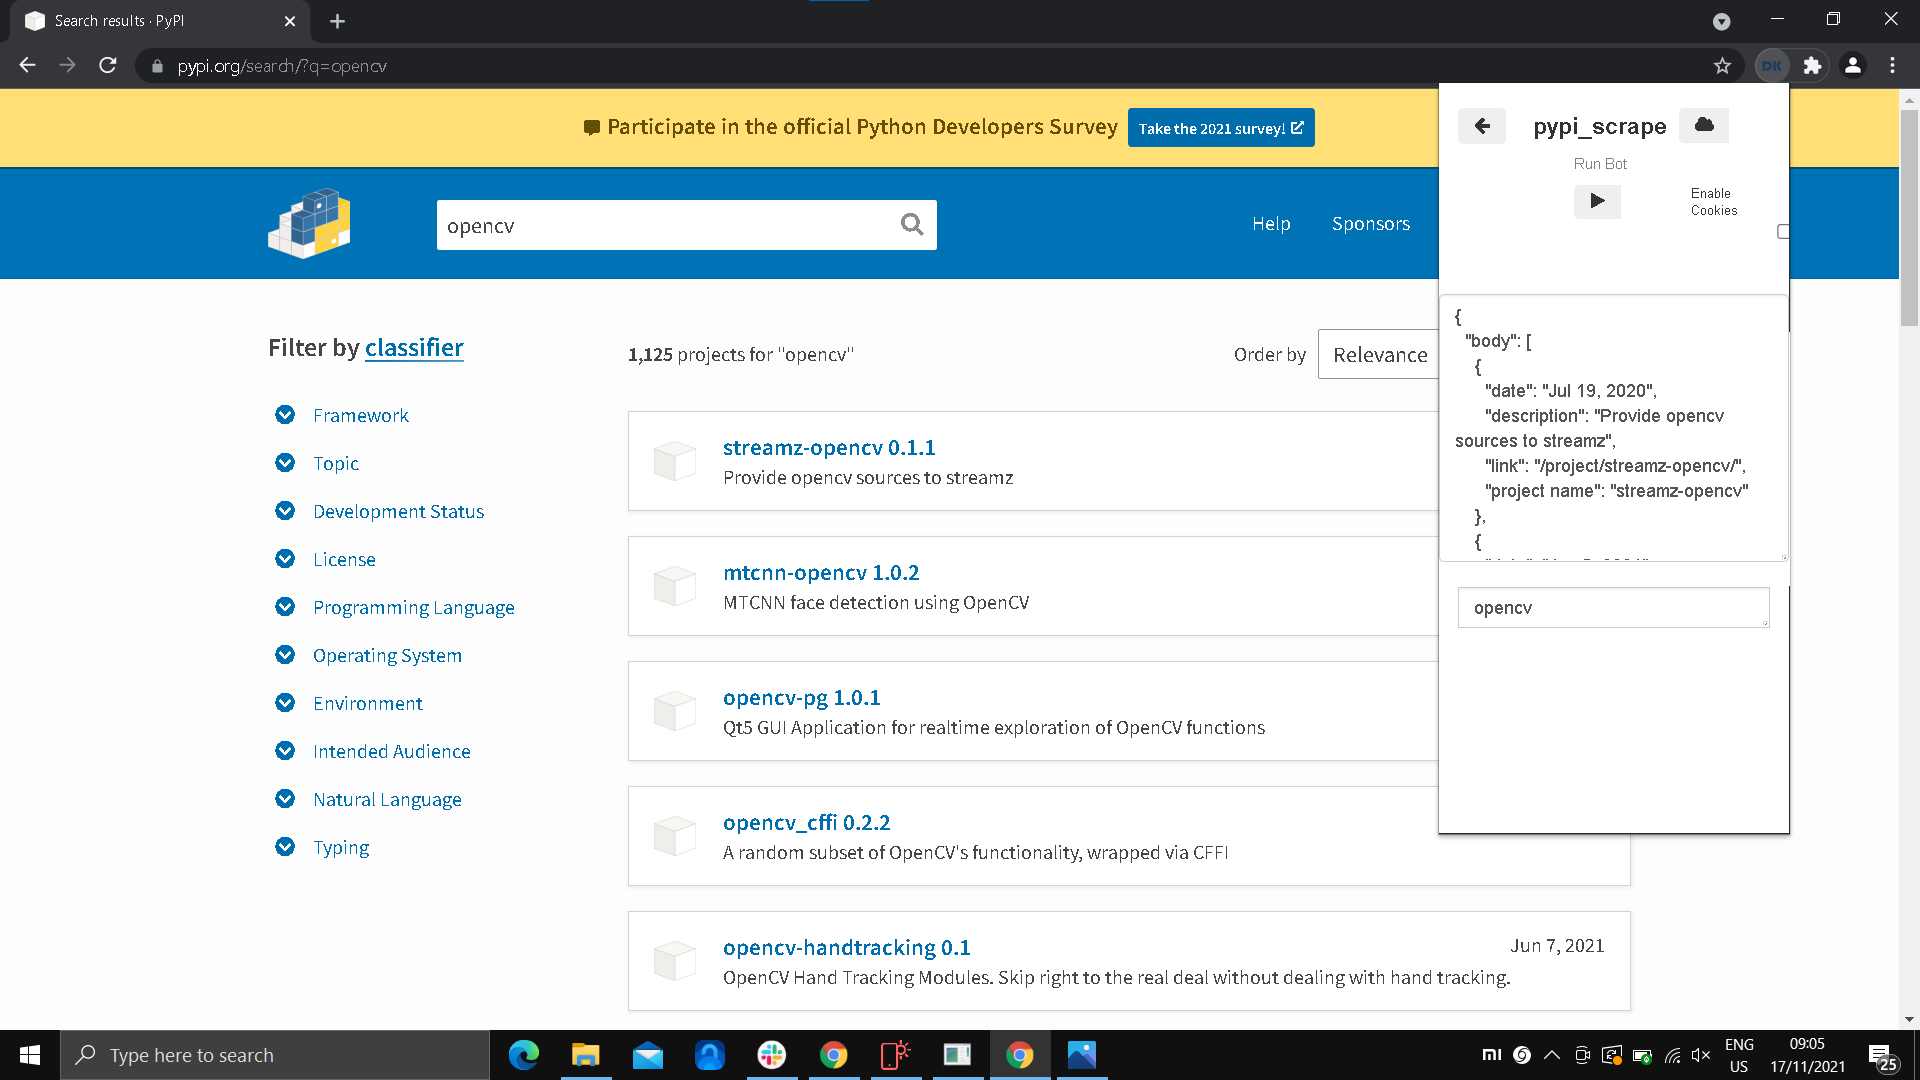 Search results · PyPI
pypi.org/search/?q=opencv
DK
Participate in the official Python Developers Survey
Take the 2021 survey!
opencv
Help
Sponsors
Filter by classifier
Framework
Topic
Development Status
License
Programming Language
Operating System
Environment
Intended Audience
Natural Language
Typing
1,125 projects for "opencv"
Order by
Relevance
streamz-opencv 0.1.1
Provide opencv sources to streamz
mtcnn-opencv 1.0.2
MTCNN face detection using OpenCV
opencv-pg 1.0.1
Qt5 GUI Application for realtime exploration of OpenCV functions
opencv_cffi 0.2.2
A random subset of OpenCV's functionality, wrapped via CFFI
opencv-handtracking 0.1
Jun 7, 2021
OpenCV Hand Tracking Modules. Skip right to the real deal without dealing with hand tracking.
pypi_scrape
Run Bot
Enable
Cookies
{
"body": [
{
"date": "Jul 19, 2020",
"description": "Provide opencv
sources to streamz",
"link": "/project/streamz-opencv/",
"project name": "streamz-opencv"
},
{
opencv
Type here to search
mi
ENG
US
09:05
17/11/2021
25